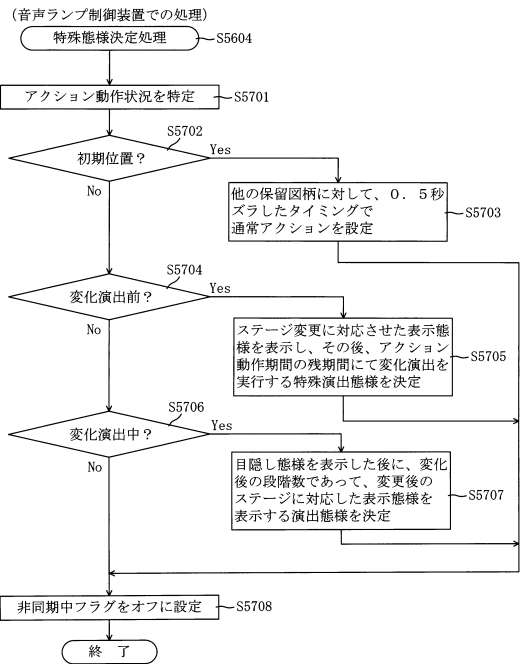 （音声ランプ制御装置での処理）
特殊態様決定処理
S5604
アクション動作状況を特定
S5701
S5702
初期位置？
Yes
No
他の保留図柄に対して、０．５秒
ズラしたタイミングで
通常アクションを設定
S5703
S5704
変化演出前？
Yes
No
ステージ変更に対応させた表示態
様を表示し、その後、アクション
動作期間の残期間にて変化演出を
実行する特殊演出態様を決定
S5705
S5706
変化演出中？
Yes
No
目隠し態様を表示した後に、変化
後の段階数であって、変更後の
ステージに対応した表示態様を
表示する演出態様を決定
S5707
非同期中フラグをオフに設定
S5708
終 了